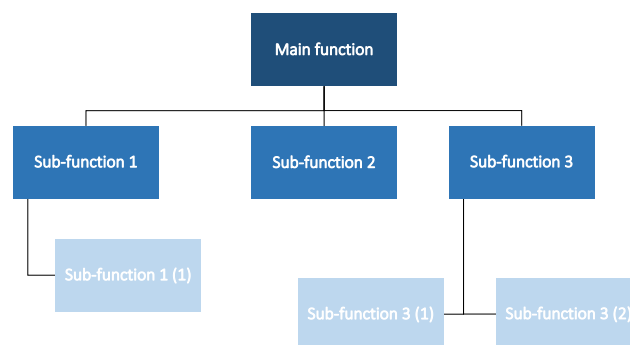 Main function
Sub-function 1
Sub-function 2
Sub-function 3
Sub-function 1 (1)
Sub-function 3 (1)
Sub-function 3 (2)